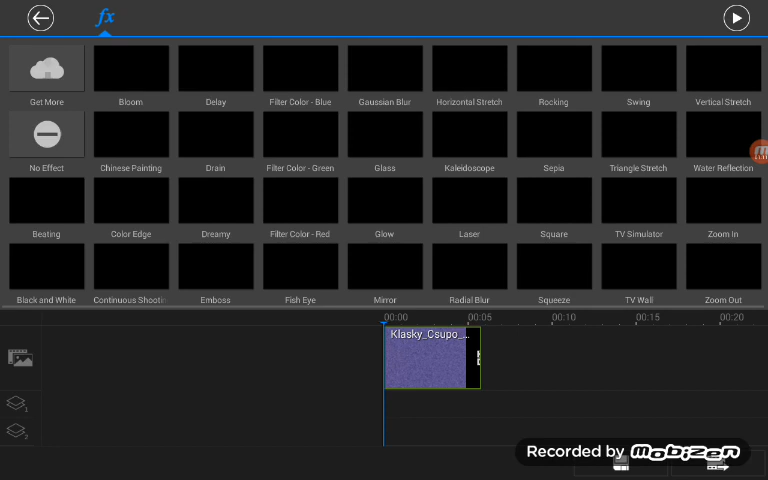 fx
Get More Bloom Delay Filter Color - Blue Gaussian Blur Horizontal Stretch Rocking Swing Vertical Stretch
No Effect Chinese Painting Drain Filter Color - Green Glass Kaleidoscope Sepia Triangle Stretch Water Reflection
Beating Color Edge Dreamy Filter Color - Red Glow Laser Square TV Simulator Zoom In
Black and White Continuous Shootin Emboss Fish Eye Mirror Radial Blur Squeeze TV Wall Zoom Out
00:00 00:05 00:10 00:15 00:20
Klasky_Csupo_...
1
2
Recorded by Mobizen